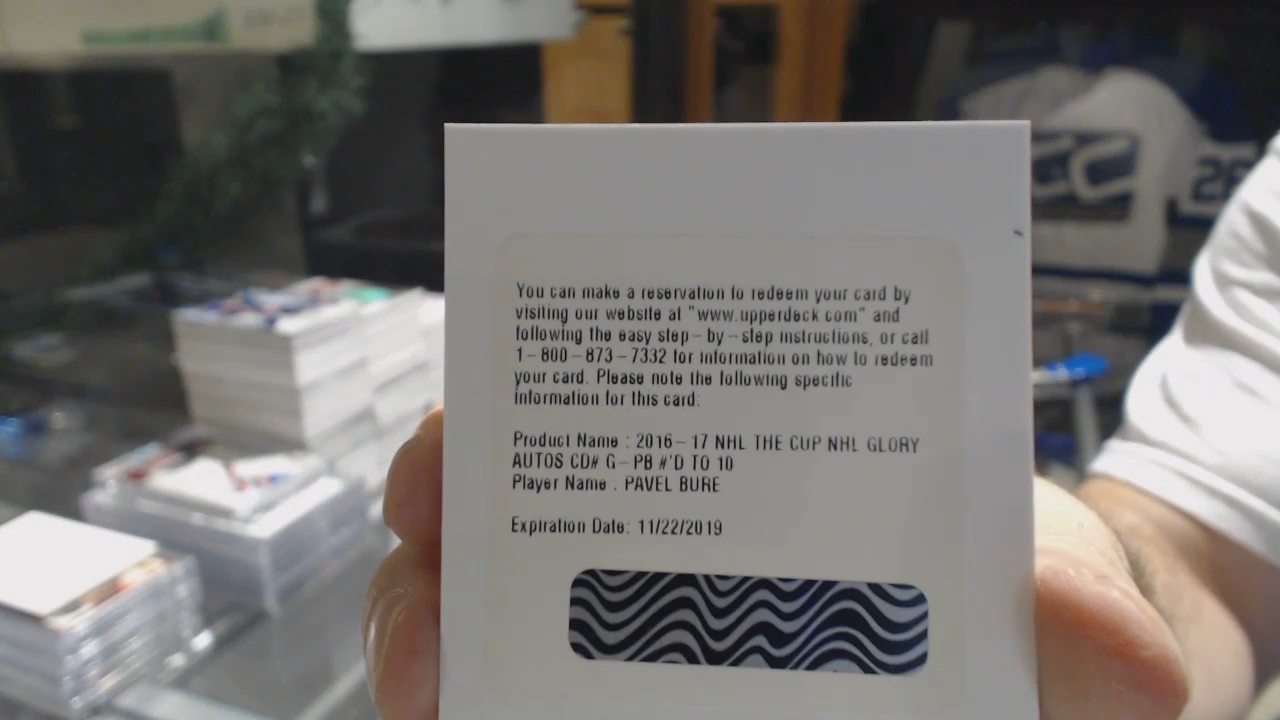 You can make a reservation to redeem your card by
visiting our website at "www.upperdeck.com" and
following the easy step-by-step instructions, or call
1-800-873-7332 for information on how to redeem
your card. Please note the following specific
information for this card:
Product Name : 2016-17 NHL THE CUP NHL GLORY
AUTOS CD# G-PB #'D TO 10
Player Name : PAVEL BURE
Expiration Date: 11/22/2019